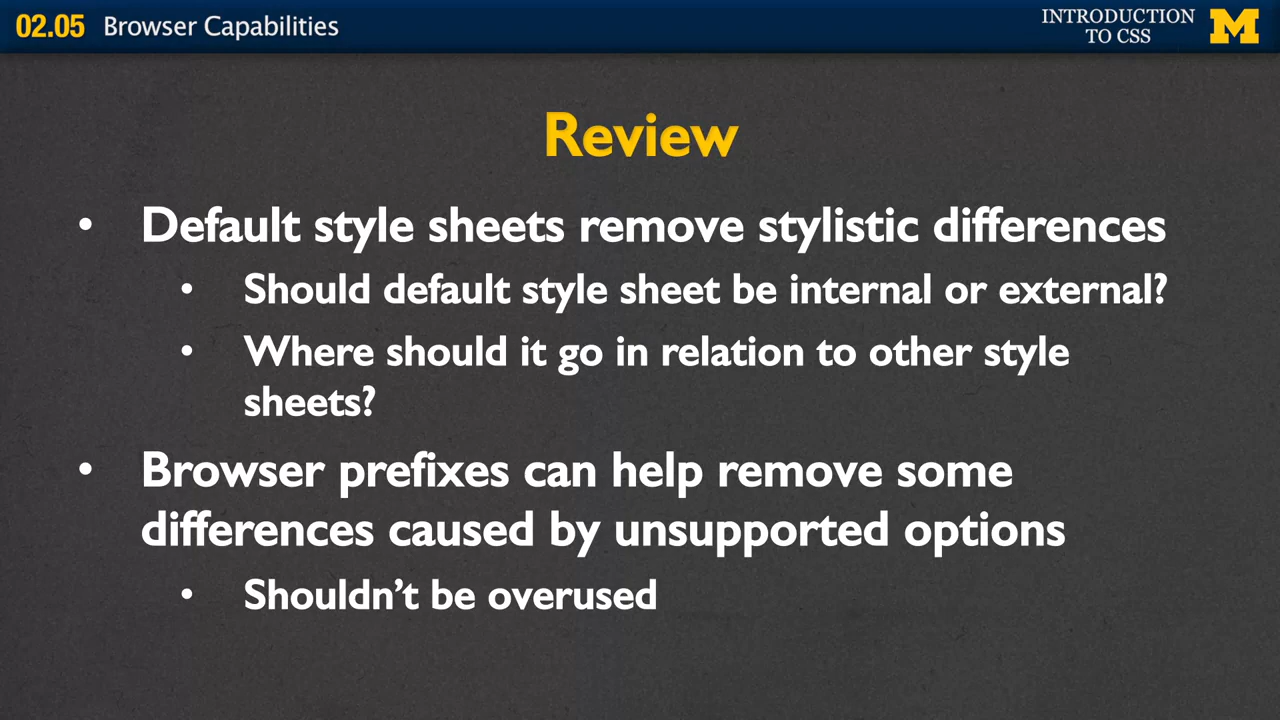 02.05 Browser Capabilities
INTRODUCTION
TO CSS
M
Review
• Default style sheets remove stylistic differences
• Should default style sheet be internal or external?
• Where should it go in relation to other style
sheets?
• Browser prefixes can help remove some
differences caused by unsupported options
• Shouldn’t be overused